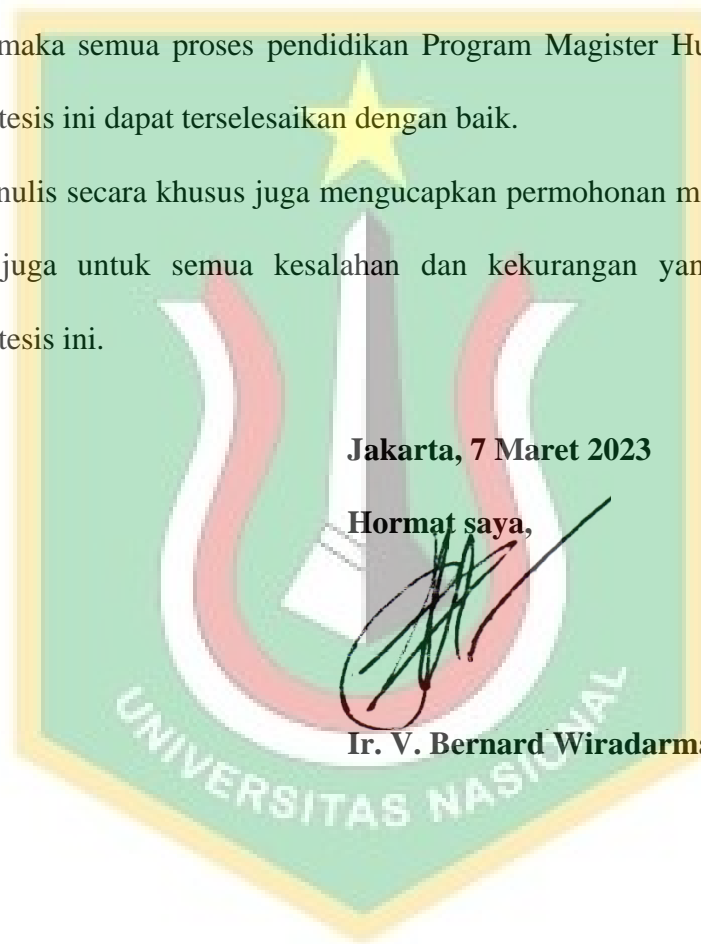 maka semua proses pendidikan Program Magister Hu
tesis ini dapat terselesaikan dengan baik.
nulis secara khusus juga mengucapkan permohonan m
juga untuk semua kesalahan dan kekurangan yan
tesis ini.
Jakarta, 7 Maret 2023
Hormat saya,
Ir. V. Bernard Wiradarma
UNIVERSITAS NASIONAL